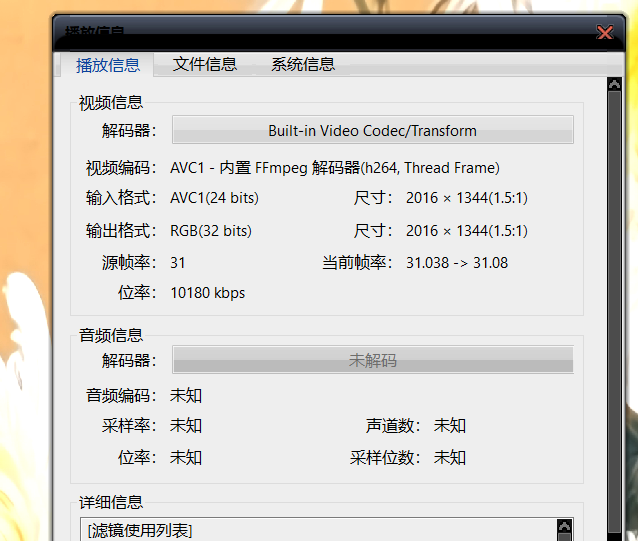 播放信息
播放信息 文件信息 系统信息
视频信息
解码器: Built-in Video Codec/Transform
视频编码: AVC1 - 内置 FFmpeg 解码器(h264, Thread Frame)
输入格式: AVC1(24 bits) 尺寸: 2016 × 1344(1.5:1)
输出格式: RGB(32 bits) 尺寸: 2016 × 1344(1.5:1)
源帧率: 31 当前帧率: 31.038 -> 31.08
位率: 10180 kbps
音频信息
解码器: 未解码
音频编码: 未知
采样率: 未知 声道数: 未知
位率: 未知 采样位数: 未知
详细信息
[滤镜使用列表]